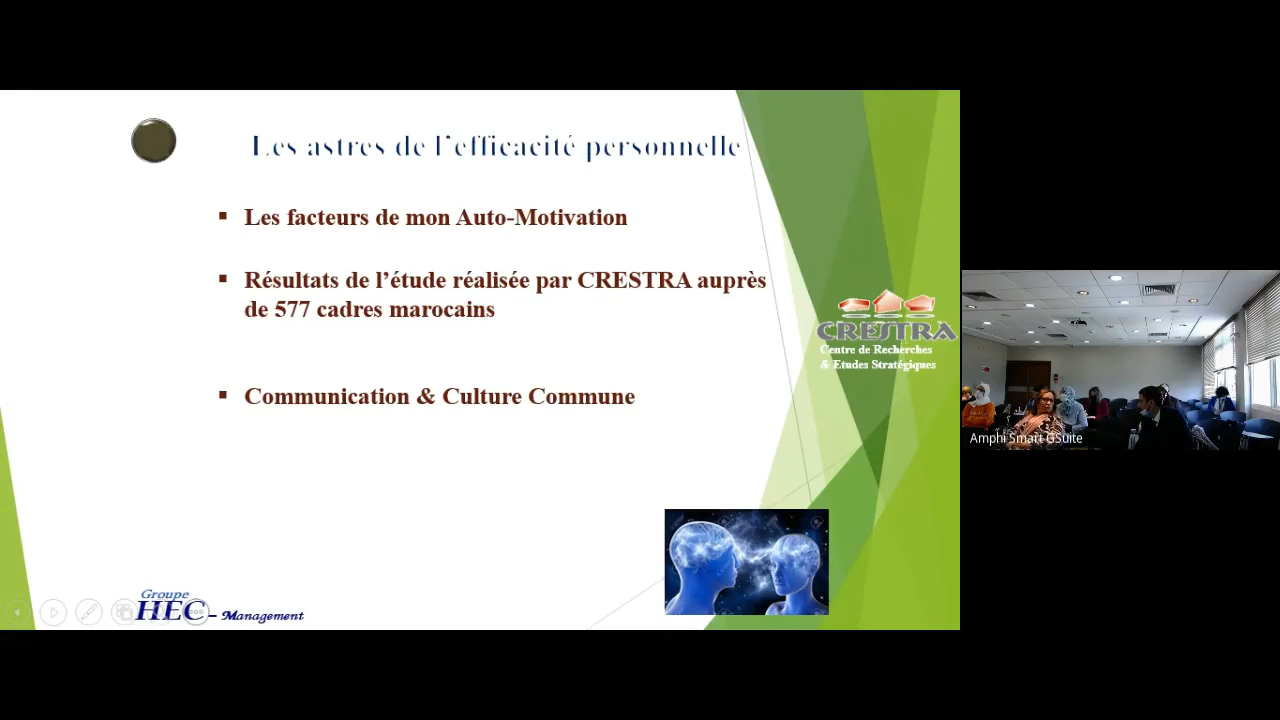 Les astres de l'efficacité personnelle
▪ Les facteurs de mon Auto-Motivation
▪ Résultats de l'étude réalisée par CRESTRA auprès
de 577 cadres marocains
▪ Communication & Culture Commune
CRESTRA
Centre de Recherches
& Etudes Stratégiques
Groupe
HEC - Management
Amphi Smart GSuite